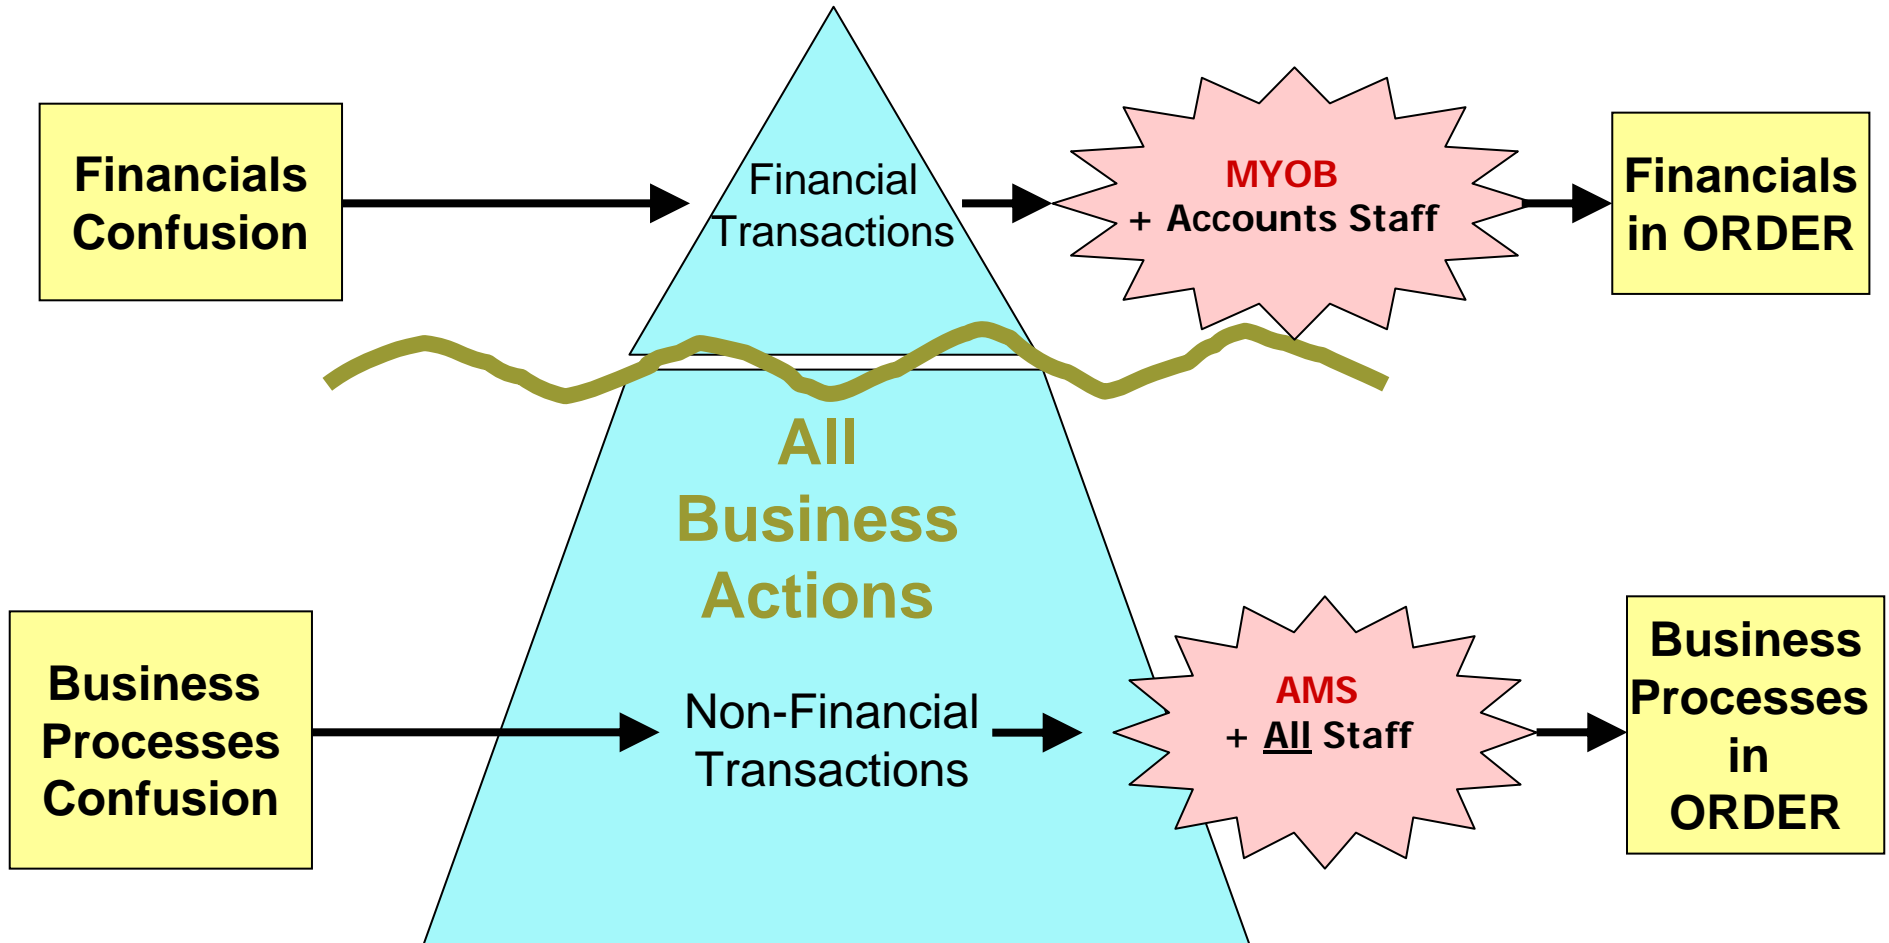 Financials
Confusion
Financial
Transactions
MYOB
+ Accounts Staff
Financials
in ORDER
All
Business
Actions
Business
Processes
Confusion
Non-Financial
Transactions
AMS
+ All Staff
Business
Processes
in
ORDER